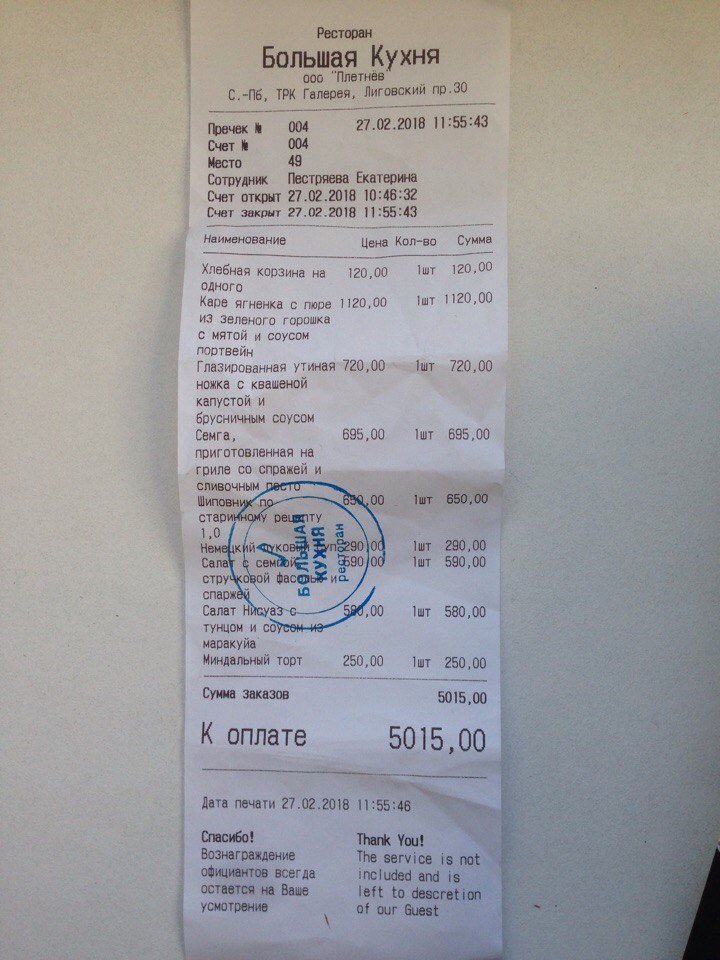 Ресторан
Большая Кухня
ооо "Плетнёв"
С.-Пб, ТРК Галерея, Лиговский пр.30
Пречек № 004 27.02.2018 11:55:43
Счет № 004
Место 49
Сотрудник Пестряева Екатерина
Счет открыт 27.02.2018 10:46:32
Счет закрыт 27.02.2018 11:55:43
Наименование Цена Кол-во Сумма
Хлебная корзина на 120,00 1шт 120,00
одного
Каре ягненка с пюре 1120,00 1шт 1120,00
из зеленого горошка
с мятой и соусом
портвейн
Глазированная утиная 720,00 1шт 720,00
ножка с квашеной
капустой и
брусничным соусом
Семга, 695,00 1шт 695,00
приготовленная на
гриле со спражей и
сливочным песто
Шиповник по 650,00 1шт 650,00
старинному рецепту
1,0
Немецкий луковый суп 290,00 1шт 290,00
Салат с семгой, 590,00 1шт 590,00
стручковой фасолью и
спаржей
Салат Нисуаз с 580,00 1шт 580,00
тунцом и соусом из
маракуйа
Миндальный торт 250,00 1шт 250,00
БОЛЬШАЯ
КУХНЯ
ресторан
Сумма заказов 5015,00
К оплате 5015,00
Дата печати 27.02.2018 11:55:46
Спасибо!
Вознаграждение
официантов всегда
остается на Ваше
усмотрение
Thank You!
The service is not
included and is
left to descretion
of our Guest